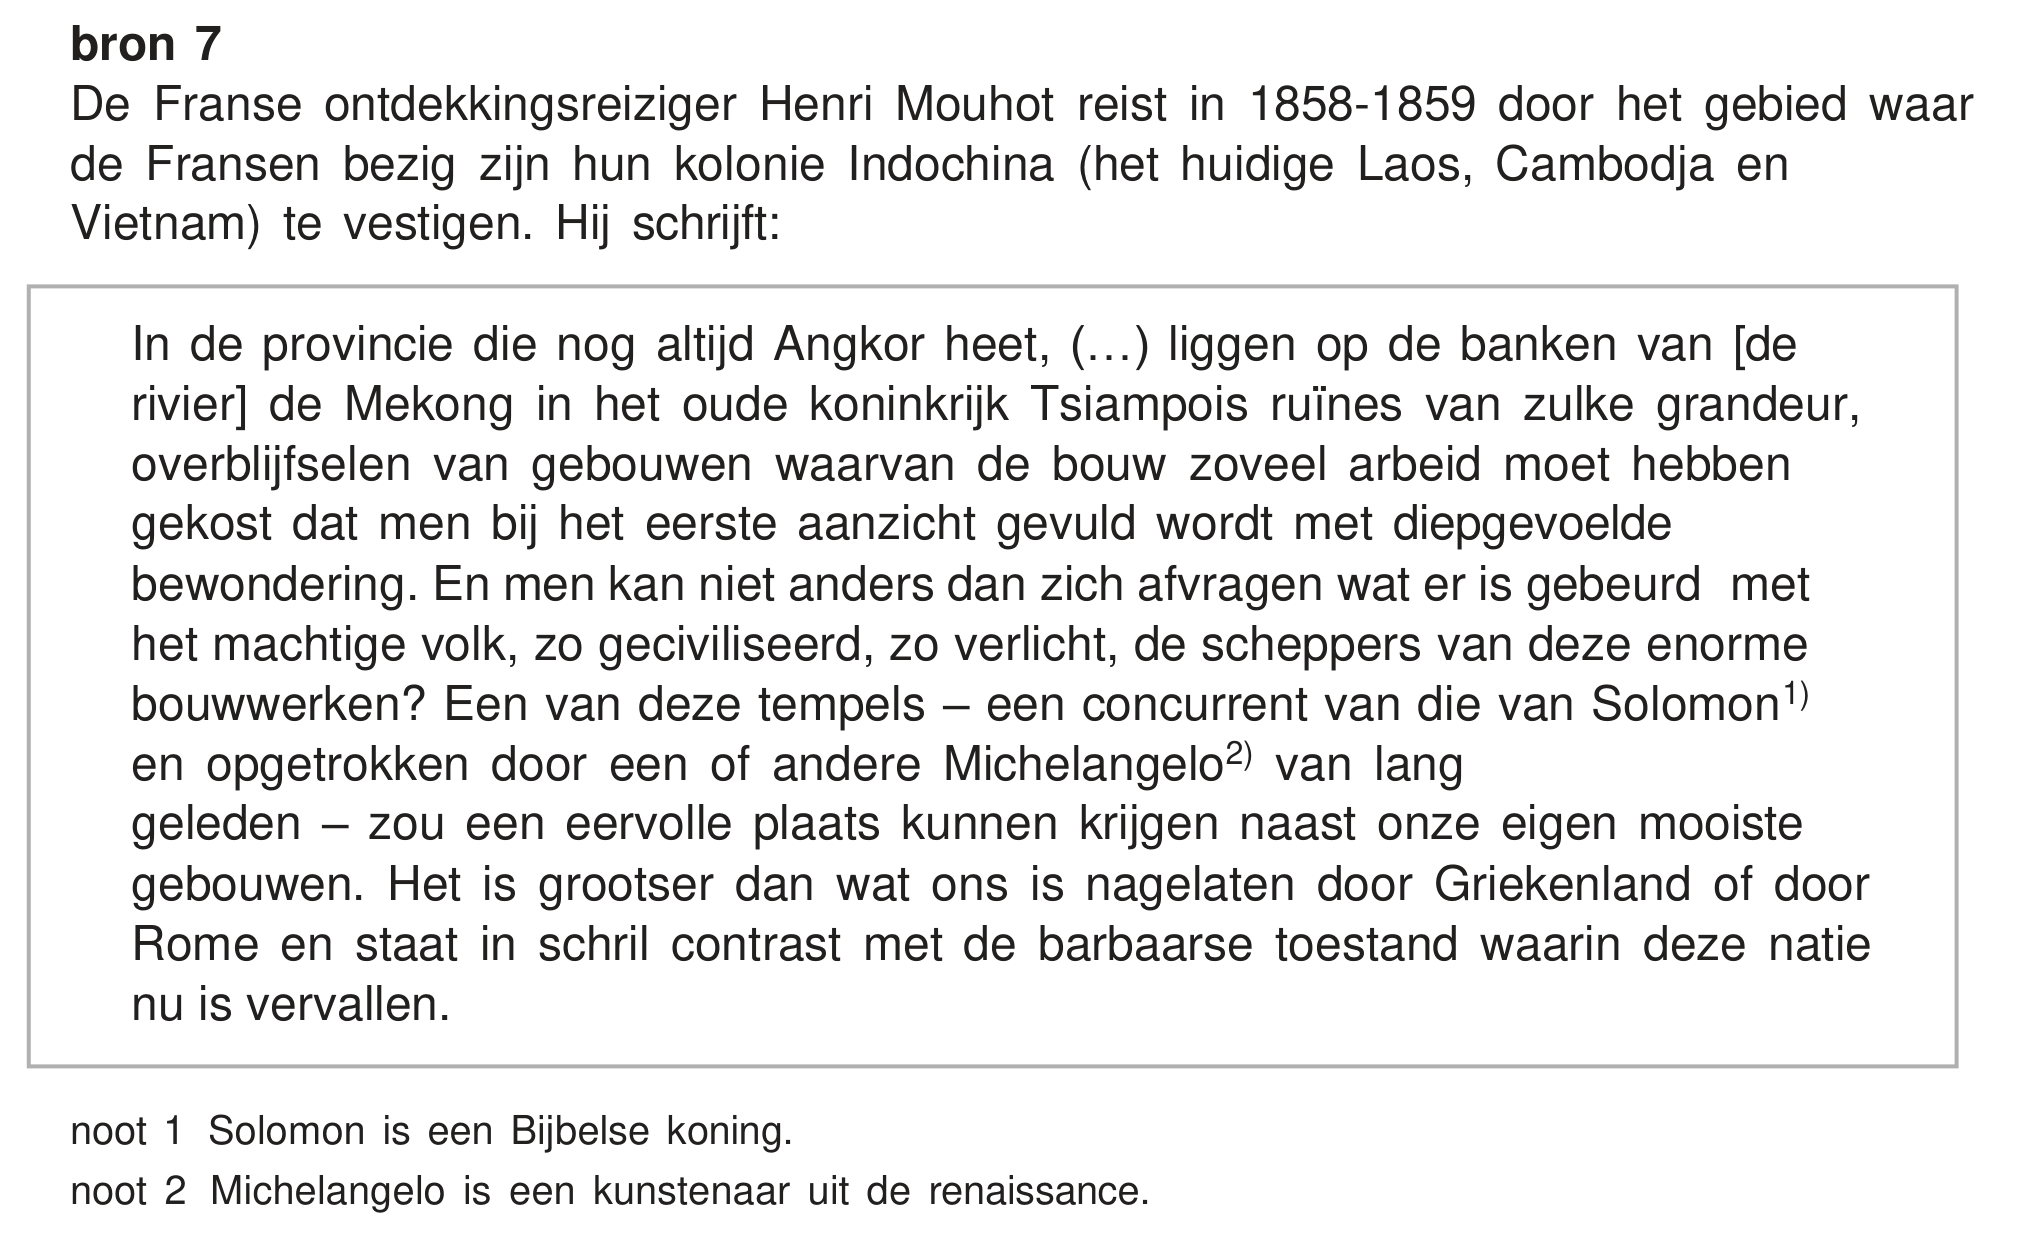 bron 7
De Franse ontdekkingsreiziger Henri Mouhot reist in 1858-1859 door het gebied waar
de Fransen bezig zijn hun kolonie Indochina (het huidige Laos, Cambodja en
Vietnam) te vestigen. Hij schrijft:
In de provincie die nog altijd Angkor heet, (…) liggen op de banken van [de
rivier] de Mekong in het oude koninkrijk Tsiampois ruïnes van zulke grandeur,
overblijfselen van gebouwen waarvan de bouw zoveel arbeid moet hebben
gekost dat men bij het eerste aanzicht gevuld wordt met diepgevoelde
bewondering. En men kan niet anders dan zich afvragen wat er is gebeurd met
het machtige volk, zo geciviliseerd, zo verlicht, de scheppers van deze enorme
bouwwerken? Een van deze tempels – een concurrent van die van Solomon1)
en opgetrokken door een of andere Michelangelo2) van lang
geleden – zou een eervolle plaats kunnen krijgen naast onze eigen mooiste
gebouwen. Het is grootser dan wat ons is nagelaten door Griekenland of door
Rome en staat in schril contrast met de barbaarse toestand waarin deze natie
nu is vervallen.
noot 1 Solomon is een Bijbelse koning.
noot 2 Michelangelo is een kunstenaar uit de renaissance.